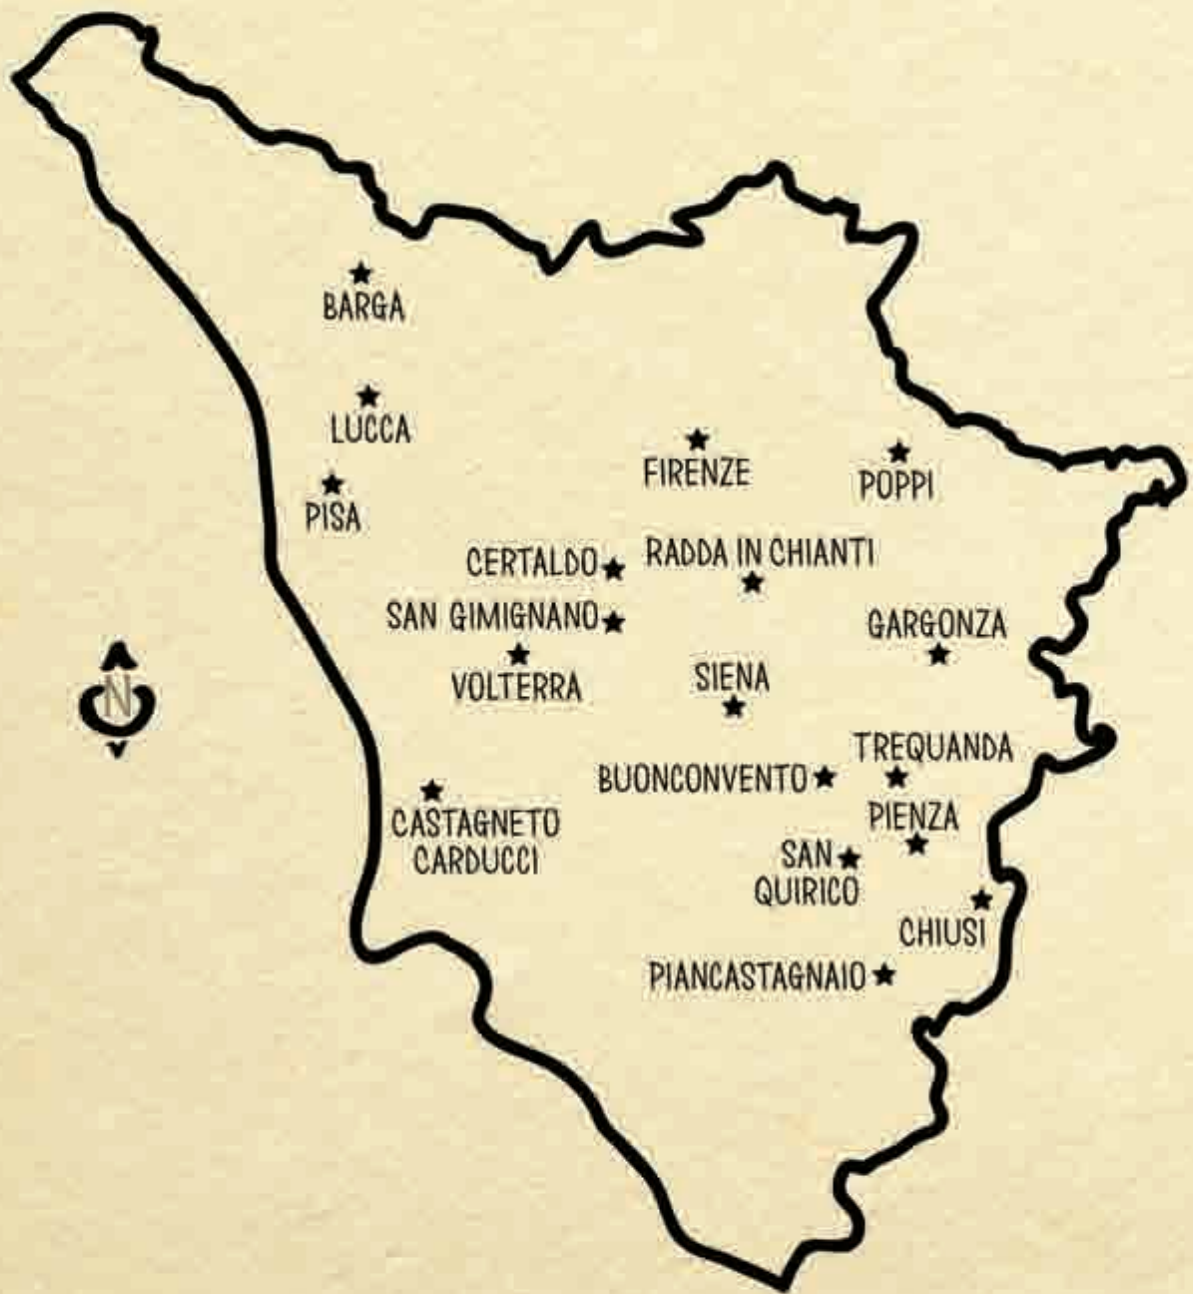 BARGA
LUCCA
FIRENZE
POPPI
PISA
CERTALDO
RADDA IN CHIANTI
SAN GIMIGNANO
GARGONZA
VOLTERRA
SIENA
N
TREQUANDA
BUONCONVENTO
PIENZA
CASTAGNETO
CARDUCCI
SAN
QUIRICO
CHIUSI
PIANCASTAGNAIO